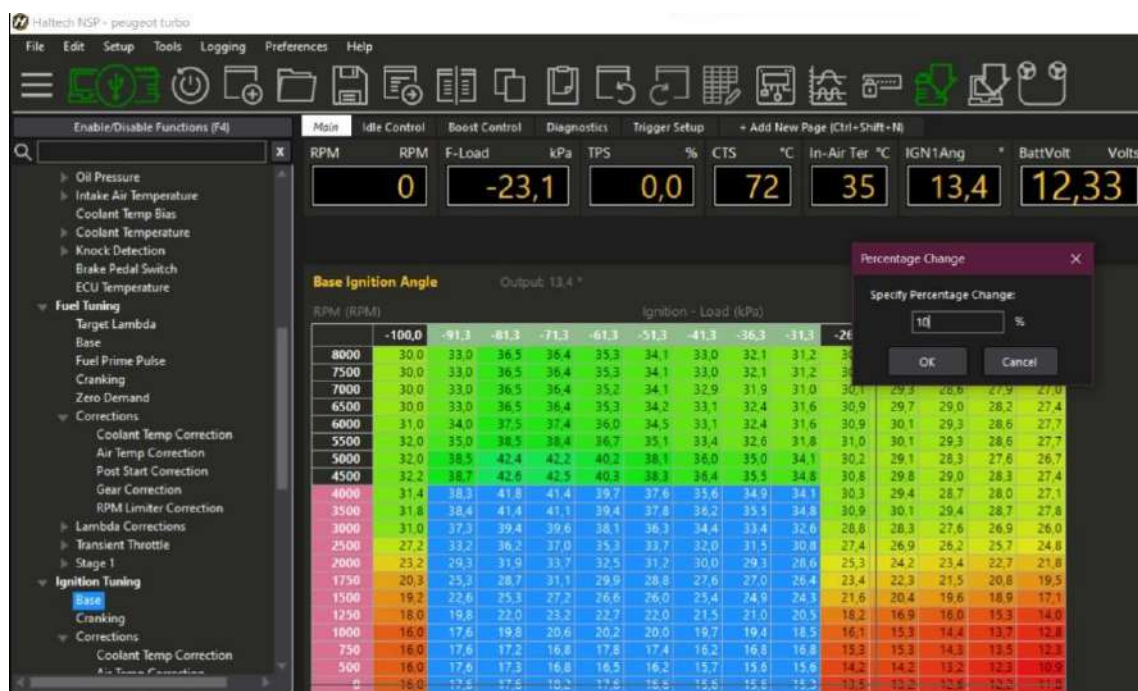 Haltech NSP - peugeot turbo
File Edit Setup Tools Logging Preferences Help
Enable/Disable Functions (F4)
Main Idle Control Boost Control Diagnostics Trigger Setup + Add New Page (Ctrl+Shift+N)
X
RPM RPM F-Load kPa TPS % CTS °C In-Air Ter °C IGN1Ang ° BattVolt Volts
0 -23,1 0,0 72 35 13,4 12,33
Oil Pressure
Intake Air Temperature
Coolant Temp Bias
Coolant Temperature
Knock Detection
Brake Pedal Switch
ECU Temperature
Fuel Tuning
Target Lambda
Base
Fuel Prime Pulse
Cranking
Zero Demand
Corrections
Coolant Temp Correction
Air Temp Correction
Post Start Correction
Gear Correction
RPM Limiter Correction
Lambda Corrections
Transient Throttle
Stage 1
Ignition Tuning
Base
Cranking
Corrections
Coolant Temp Correction
Percentage Change X
Specify Percentage Change:
10 %
OK Cancel
Base Ignition Angle Output: 13,4 °
RPM (RPM) Ignition - Load (kPa)
-100,0 -91,3 -81,3 -71,3 -61,3 -51,3 -41,3 -36,3 -31,3 -26
8000 30,0 33,0 36,5 36,4 35,3 34,1 33,0 32,1 31,2
7500 30,0 33,0 36,5 36,4 35,3 34,1 33,0 32,1 31,2
7000 30,0 33,0 36,5 36,4 35,2 34,1 32,9 31,9 31,0 30,1 29,3 28,6 27,9 27,0
6500 30,0 33,0 36,5 36,4 35,3 34,2 33,1 32,4 31,6 30,9 29,7 29,0 28,2 27,4
6000 31,0 34,0 37,5 37,4 36,0 34,5 33,1 32,4 31,6 30,9 30,1 29,3 28,6 27,7
5500 32,0 35,0 38,5 38,4 36,7 35,1 33,4 32,6 31,8 31,0 30,1 29,3 28,6 27,7
5000 32,0 38,5 42,4 42,2 40,2 38,1 36,0 35,0 34,1 30,2 29,1 28,3 27,6 26,7
4500 32,2 38,7 42,6 42,5 40,3 38,3 36,4 35,5 34,8 30,8 29,8 29,0 28,3 27,4
4000 31,4 38,3 41,8 41,4 39,7 37,6 35,6 34,9 34,1 30,3 29,4 28,7 28,0 27,1
3500 31,8 38,4 41,4 41,1 39,4 37,8 36,2 35,5 34,8 30,9 30,1 29,4 28,7 27,8
3000 31,0 37,3 39,4 39,6 38,1 36,3 34,4 33,4 32,6 28,8 28,3 27,6 26,9 26,0
2500 27,2 33,2 36,2 37,0 35,3 33,7 32,0 31,5 30,8 27,4 26,9 26,2 25,7 24,8
2000 23,2 29,3 31,9 33,7 32,5 31,2 30,0 29,3 28,6 25,3 24,2 23,4 22,7 21,8
1750 20,3 25,3 28,7 31,1 29,9 28,8 27,6 27,0 26,4 23,4 22,3 21,5 20,8 19,5
1500 19,2 22,6 25,3 27,2 26,6 26,0 25,4 24,9 24,3 21,6 20,4 19,6 18,9 17,1
1250 18,0 19,8 22,0 23,2 22,7 22,0 21,5 21,0 20,5 18,2 16,9 16,0 15,3 14,0
1000 16,0 17,6 19,8 20,6 20,2 20,0 19,7 19,4 18,5 16,1 15,3 14,4 13,7 12,8
750 16,0 17,6 17,2 16,8 17,8 17,4 16,2 16,8 16,8 15,3 15,3 14,3 13,5 12,3
500 16,0 17,6 17,3 16,8 16,5 16,2 15,7 15,6 15,6 14,2 14,2 13,2 12,3 10,9
0 16,0